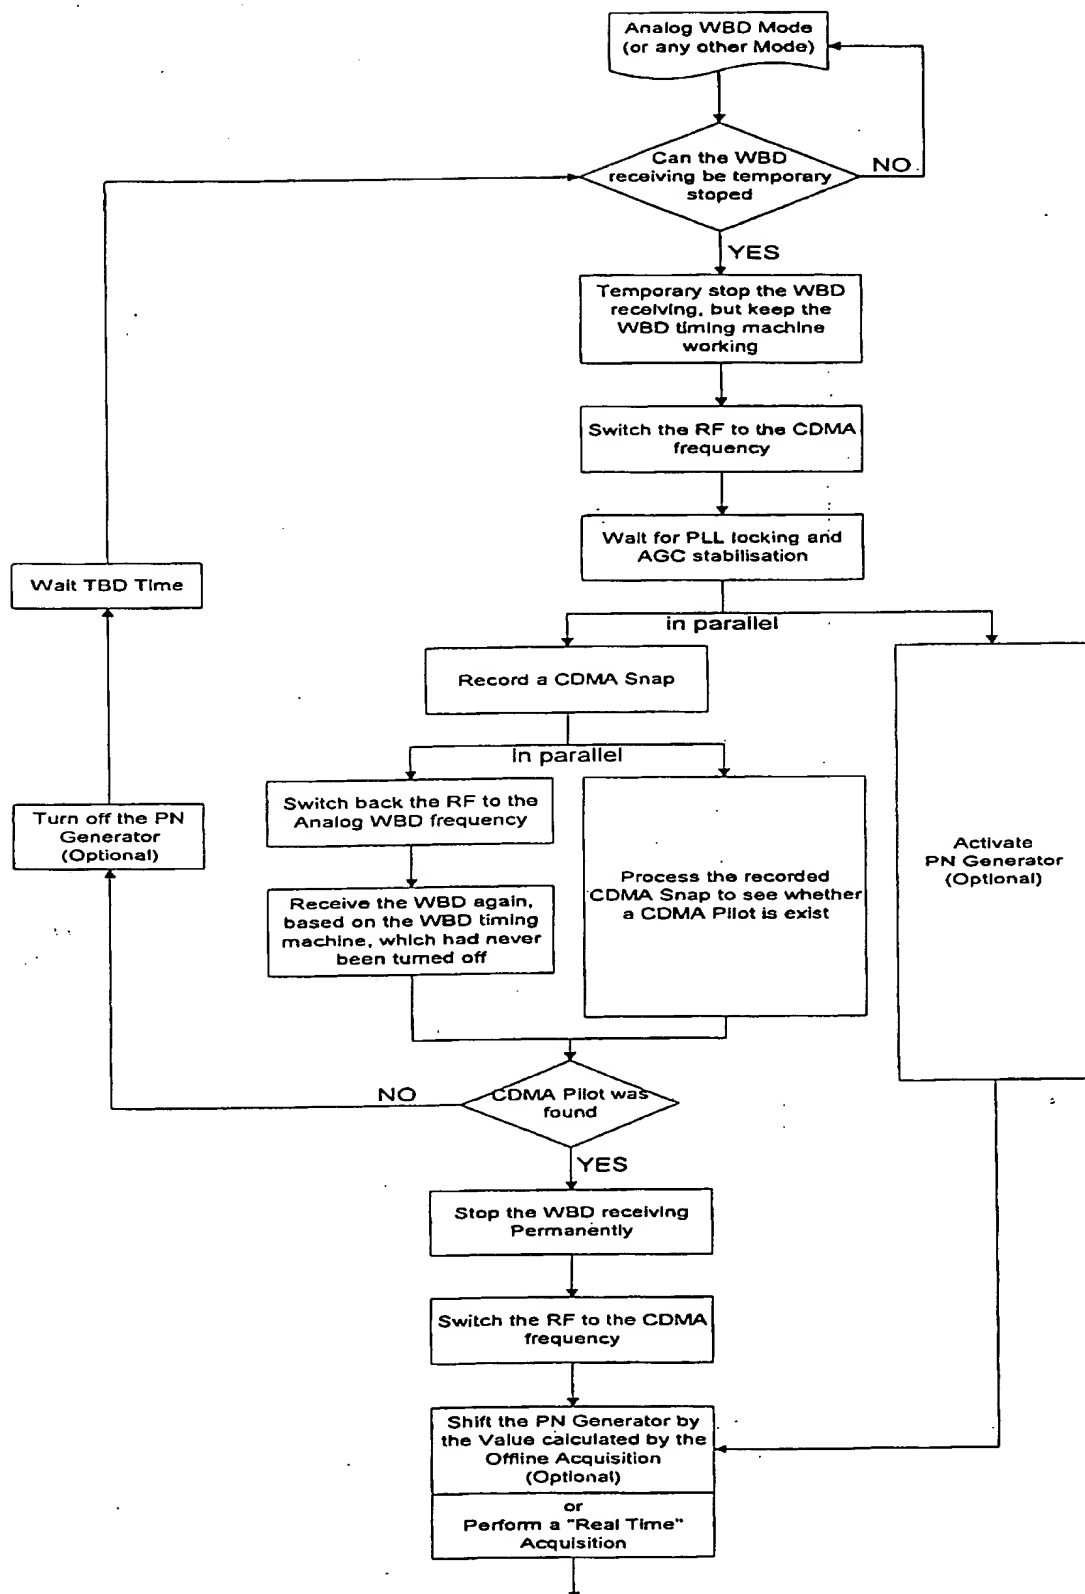 Analog WBD Mode
(or any other Mode)
Can the WBD
receiving be temporary
stoped
NO
YES
Temporary stop the WBD
receiving, but keep the
WBD timing machine
working
Switch the RF to the CDMA
frequency
Wait for PLL locking and
AGC stabilisation
Wait TBD Time
in parallel
Record a CDMA Snap
in parallel
Switch back the RF to the
Analog WBD frequency
Turn off the PN
Generator
(Optional)
Process the recorded
CDMA Snap to see whether
a CDMA Pilot is exist
Activate
PN Generator
(Optional)
Receive the WBD again,
based on the WBD timing
machine, which had never
been turned off
NO
CDMA Pilot was
found
YES
Stop the WBD receiving
Permanently
Switch the RF to the CDMA
frequency
Shift the PN Generator by
the Value calculated by the
Offline Acquisition
(Optional)
or
Perform a "Real Time"
Acquisition